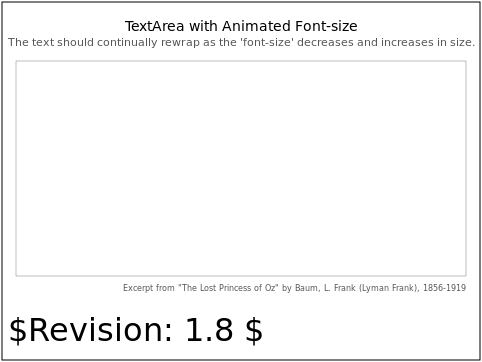 TextArea with Animated Font-size
The text should continually rewrap as the 'font-size' decreases and increases in size.
Excerpt from "The Lost Princess of Oz" by Baum, L. Frank (Lyman Frank), 1856-1919
$Revision: 1.8 $